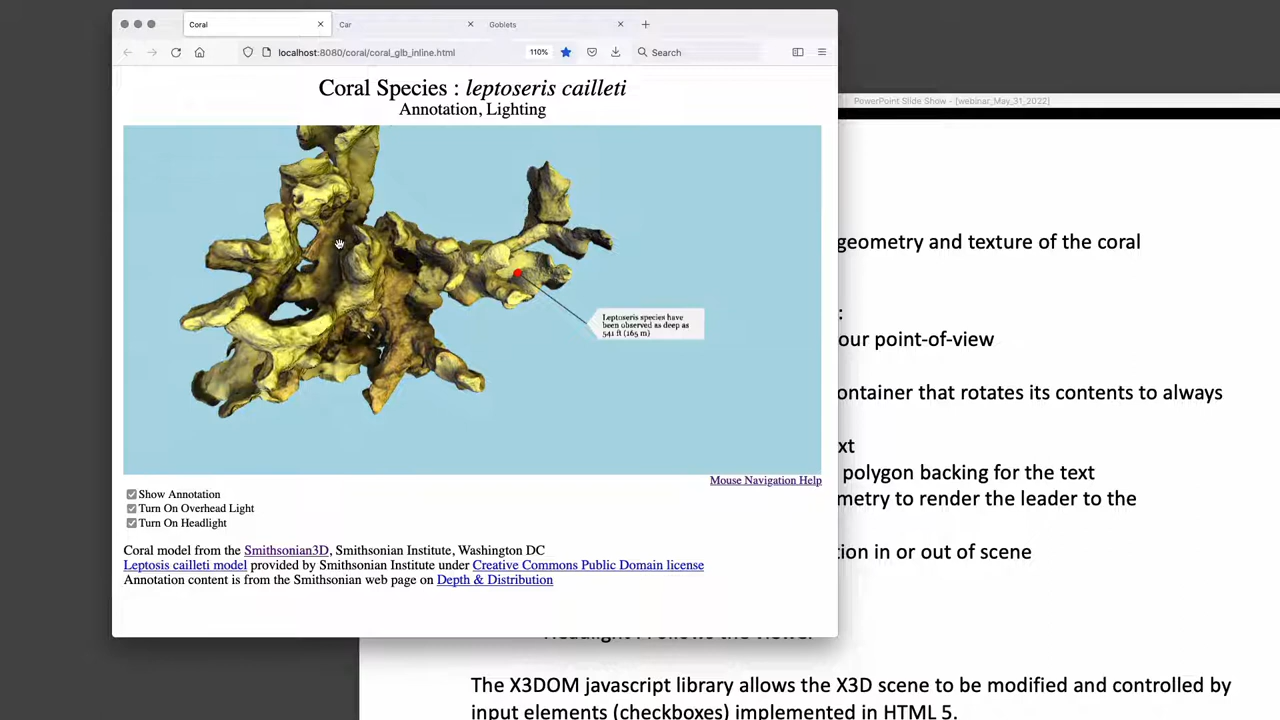 Coral
Car
Goblets
localhost:8080/coral/coral_glb_inline.html
110%
Search
Coral Species : leptoseris cailleti
Annotation, Lighting
Leptoseris species have
been observed as deep as
541 ft (165 m)
Mouse Navigation Help
Show Annotation
Turn On Overhead Light
Turn On Headlight
Coral model from the Smithsonian3D, Smithsonian Institute, Washington DC
Leptosis cailleti model provided by Smithsonian Institute under Creative Commons Public Domain license
Annotation content is from the Smithsonian web page on Depth & Distribution
PowerPoint Slide Show - [webinar_May_31_2022]
geometry and texture of the coral
:
our point-of-view
ontainer that rotates its contents to always
xt
polygon backing for the text
metry to render the leader to the
tion in or out of scene
The X3DOM javascript library allows the X3D scene to be modified and controlled by
input elements (checkboxes) implemented in HTML 5.